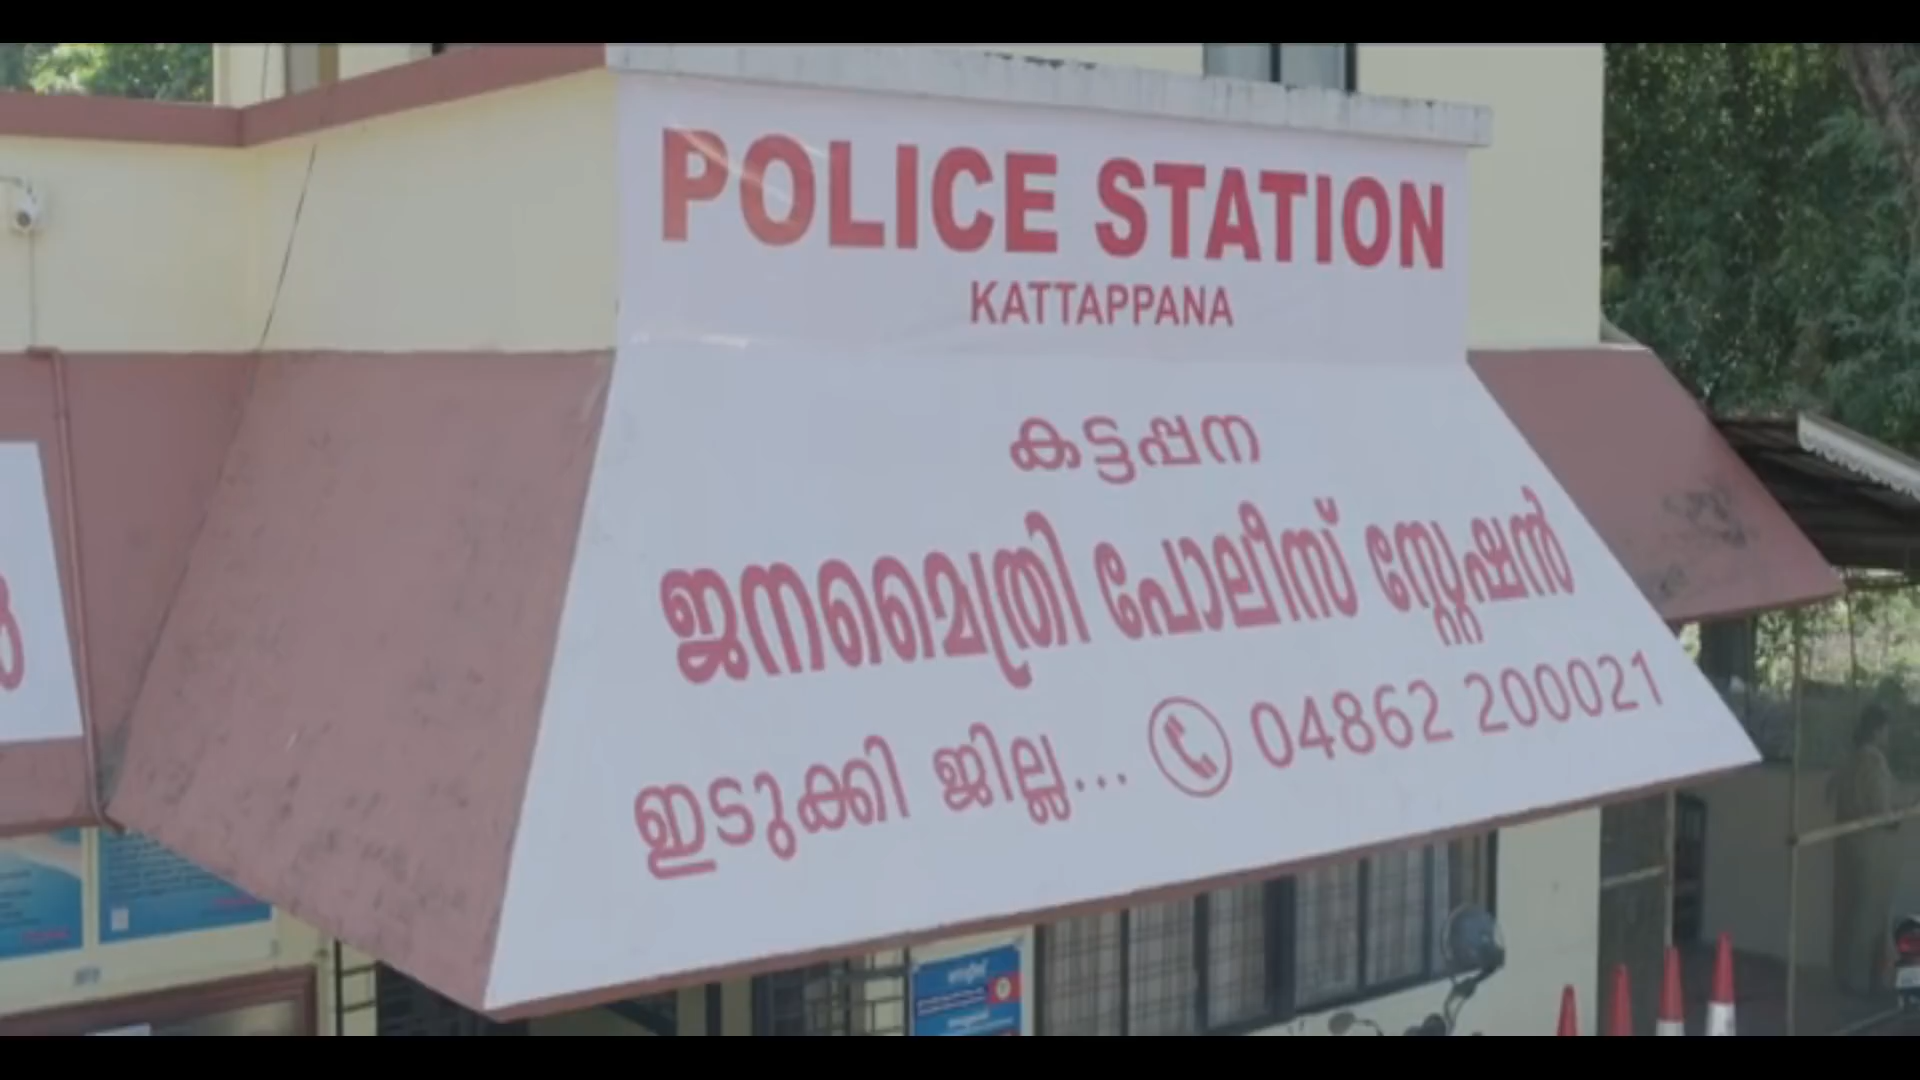 POLICE STATION
KATTAPPANA
കട്ടപ്പന
ജനമൈത്രി പോലീസ് സ്റ്റേഷൻ
ഇടുക്കി ജില്ല... 04862 200021